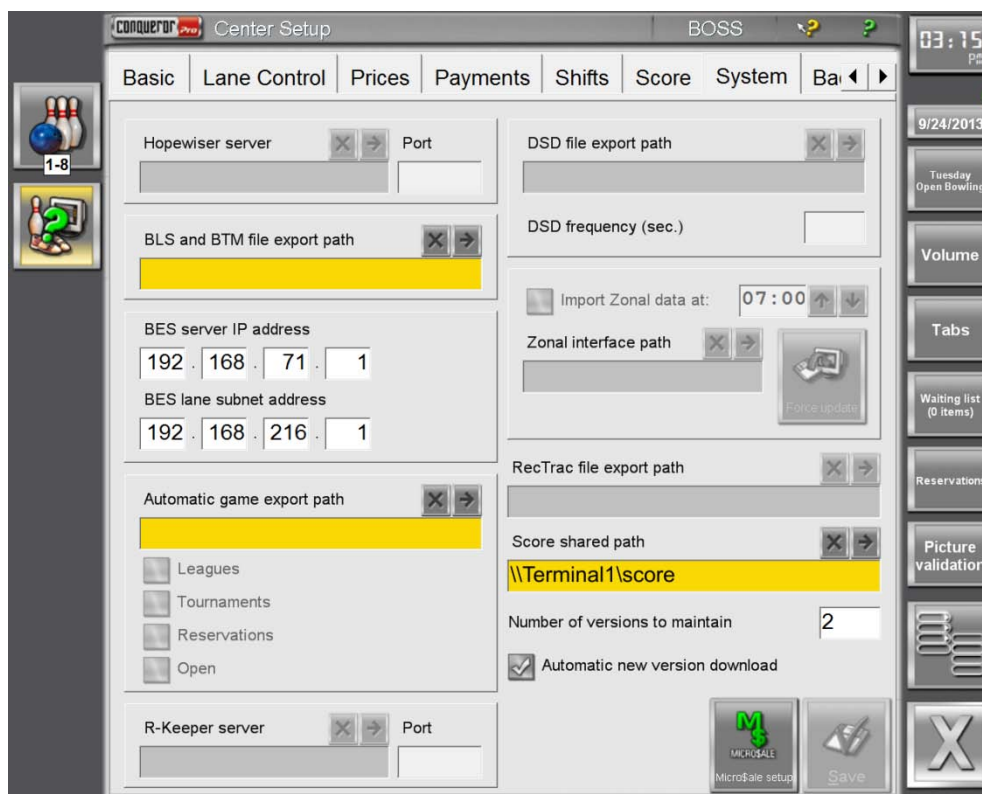 CONQUEROR Pro Center Setup BOSS
03:15
PM
Basic Lane Control Prices Payments Shifts Score System Ba
1-8
Hopewiser server Port
BLS and BTM file export path
BES server IP address
192 . 168 . 71 . 1
BES lane subnet address
192 . 168 . 216 . 1
Automatic game export path
Leagues
Tournaments
Reservations
Open
R-Keeper server Port
DSD file export path
DSD frequency (sec.)
Import Zonal data at: 07:00
Zonal interface path
Force update
RecTrac file export path
Score shared path
\\Terminal1\score
Number of versions to maintain 2
Automatic new version download
M$
MICRO$ALE
Micro$ale setup
Save
9/24/2013
Tuesday
Open Bowling
Volume
Tabs
Waiting list
(0 items)
Reservations
Picture
validation
X